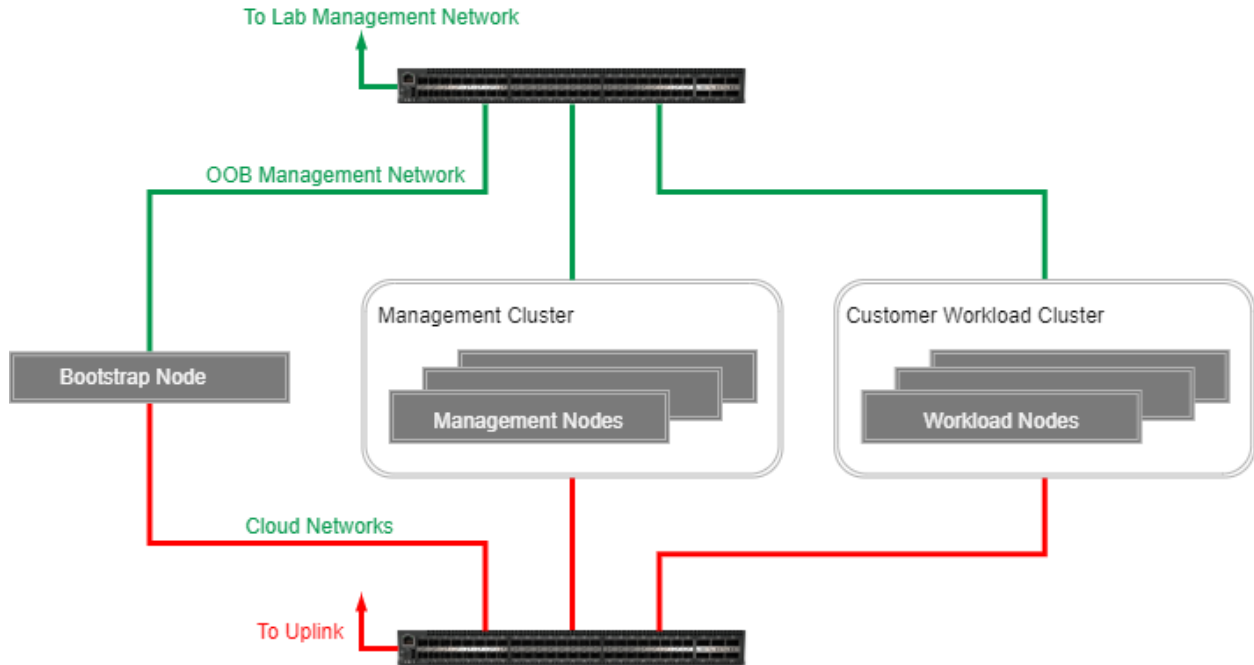 To Lab Management Network
OOB Management Network
Management Cluster
Customer Workload Cluster
Bootstrap Node
Management Nodes
Workload Nodes
Cloud Networks
To Uplink